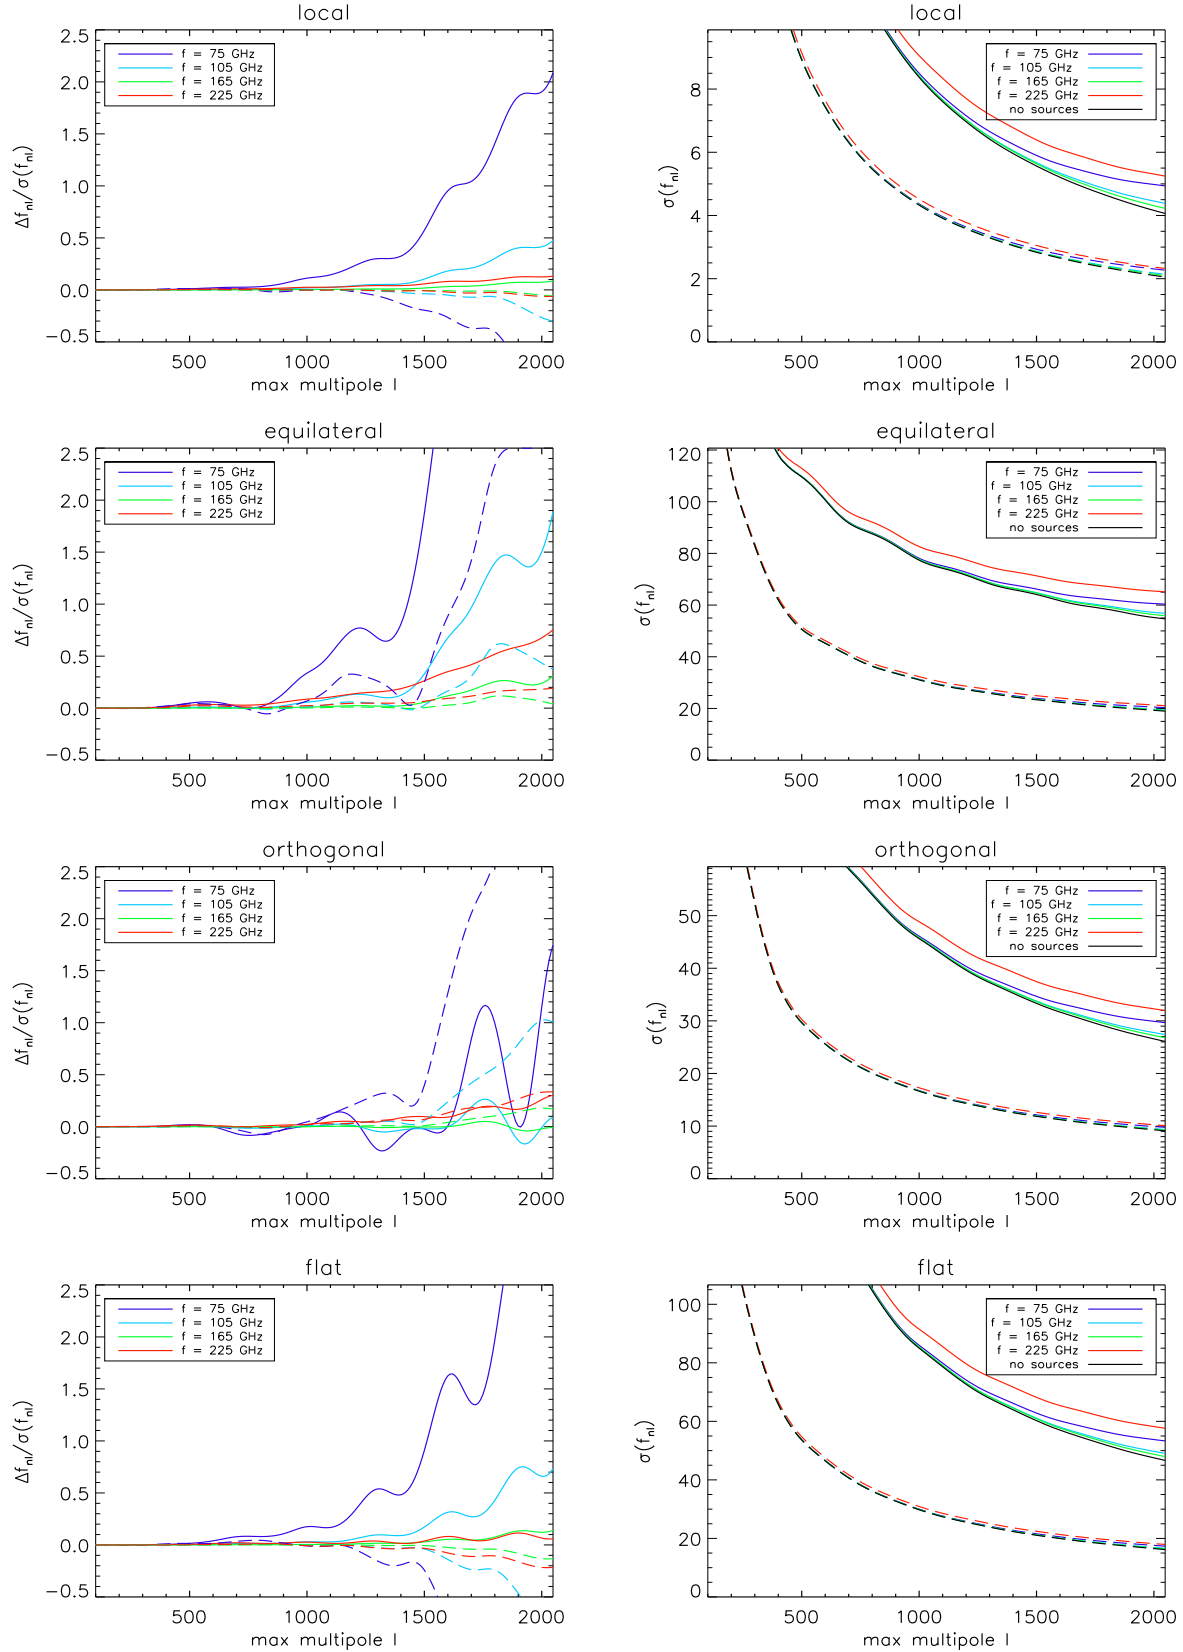 local
2.5
2.0
1.5
1.0
0.5
0.0
−0.5
Δf_nl/σ(f_nl)
f = 75 GHz
f = 105 GHz
f = 165 GHz
f = 225 GHz
500 1000 1500 2000
max multipole l
local
8
6
4
2
0
σ(f_nl)
f = 75 GHz
f = 105 GHz
f = 165 GHz
f = 225 GHz
no sources
500 1000 1500 2000
max multipole l
equilateral
2.5
2.0
1.5
1.0
0.5
0.0
−0.5
Δf_nl/σ(f_nl)
f = 75 GHz
f = 105 GHz
f = 165 GHz
f = 225 GHz
500 1000 1500 2000
max multipole l
equilateral
120
100
80
60
40
20
0
σ(f_nl)
f = 75 GHz
f = 105 GHz
f = 165 GHz
f = 225 GHz
no sources
500 1000 1500 2000
max multipole l
orthogonal
2.5
2.0
1.5
1.0
0.5
0.0
−0.5
Δf_nl/σ(f_nl)
f = 75 GHz
f = 105 GHz
f = 165 GHz
f = 225 GHz
500 1000 1500 2000
max multipole l
orthogonal
50
40
30
20
10
0
σ(f_nl)
f = 75 GHz
f = 105 GHz
f = 165 GHz
f = 225 GHz
no sources
500 1000 1500 2000
max multipole l
flat
2.5
2.0
1.5
1.0
0.5
0.0
−0.5
Δf_nl/σ(f_nl)
f = 75 GHz
f = 105 GHz
f = 165 GHz
f = 225 GHz
500 1000 1500 2000
max multipole l
flat
100
80
60
40
20
0
σ(f_nl)
f = 75 GHz
f = 105 GHz
f = 165 GHz
f = 225 GHz
no sources
500 1000 1500 2000
max multipole l